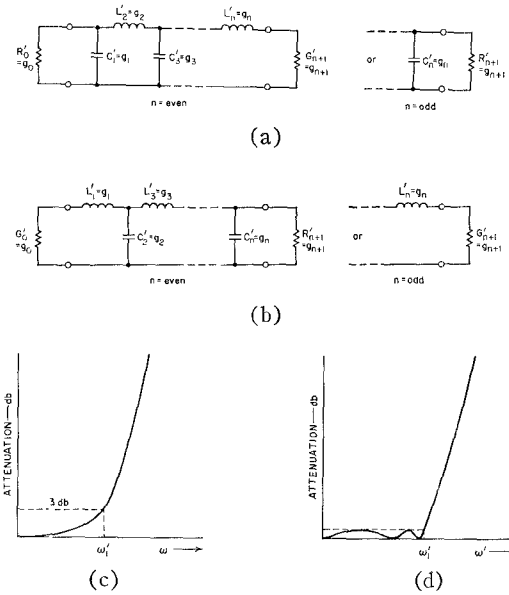 L'2=g2 L'n=gn
R'0 =g0 C'1=g1 C'3=g3 G'n+1 =gn+1 or C'n=gn R'n+1 =gn+1
n=even n=odd
(a)
L'1=g1 L'3=g3 L'n=gn
G'0 =g0 C'2=g2 C'n=gn R'n+1 =gn+1 or G'n+1 =gn+1
n=even n=odd
(b)
ATTENUATION—db
3 db
ω'1 ω
(c)
ATTENUATION—db
ω'1 ω'
(d)